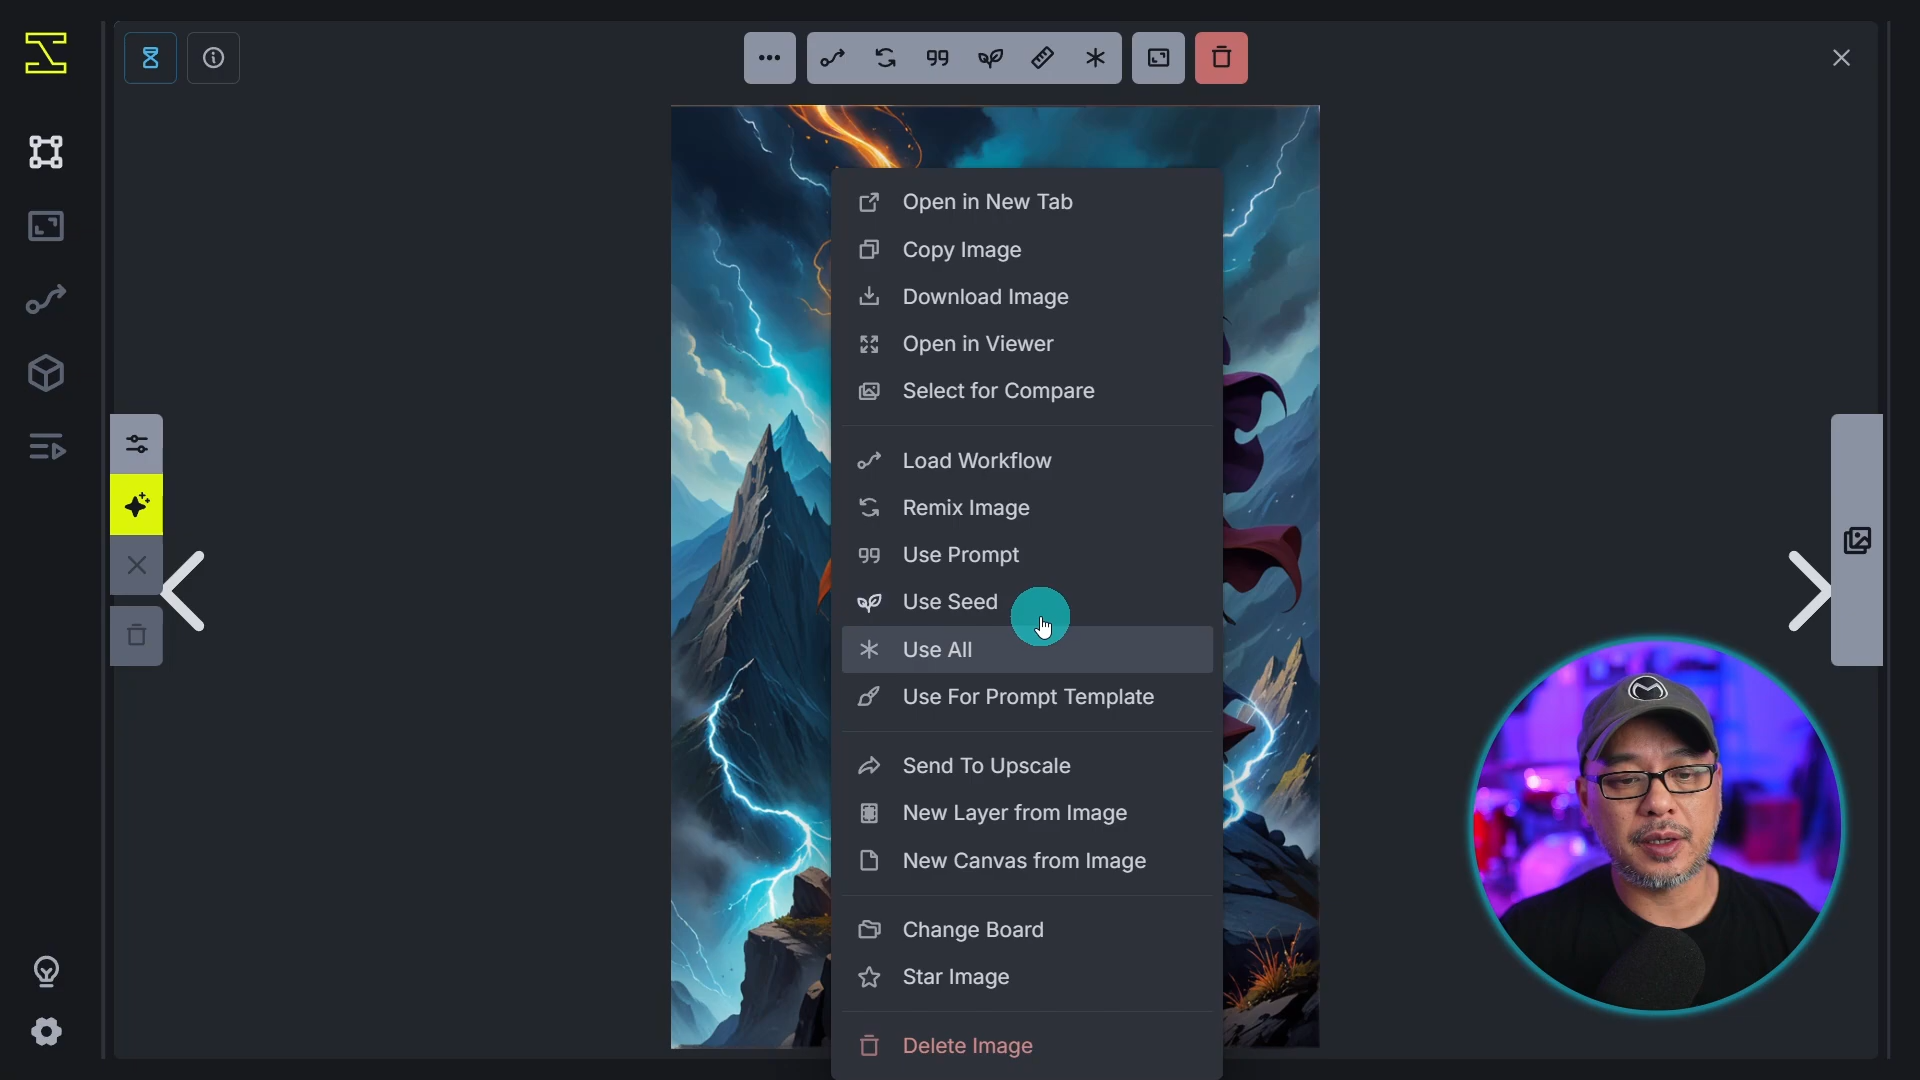 Open in New Tab
Copy Image
Download Image
Open in Viewer
Select for Compare
Load Workflow
Remix Image
Use Prompt
Use Seed
Use All
Use For Prompt Template
Send To Upscale
New Layer from Image
New Canvas from Image
Change Board
Star Image
Delete Image